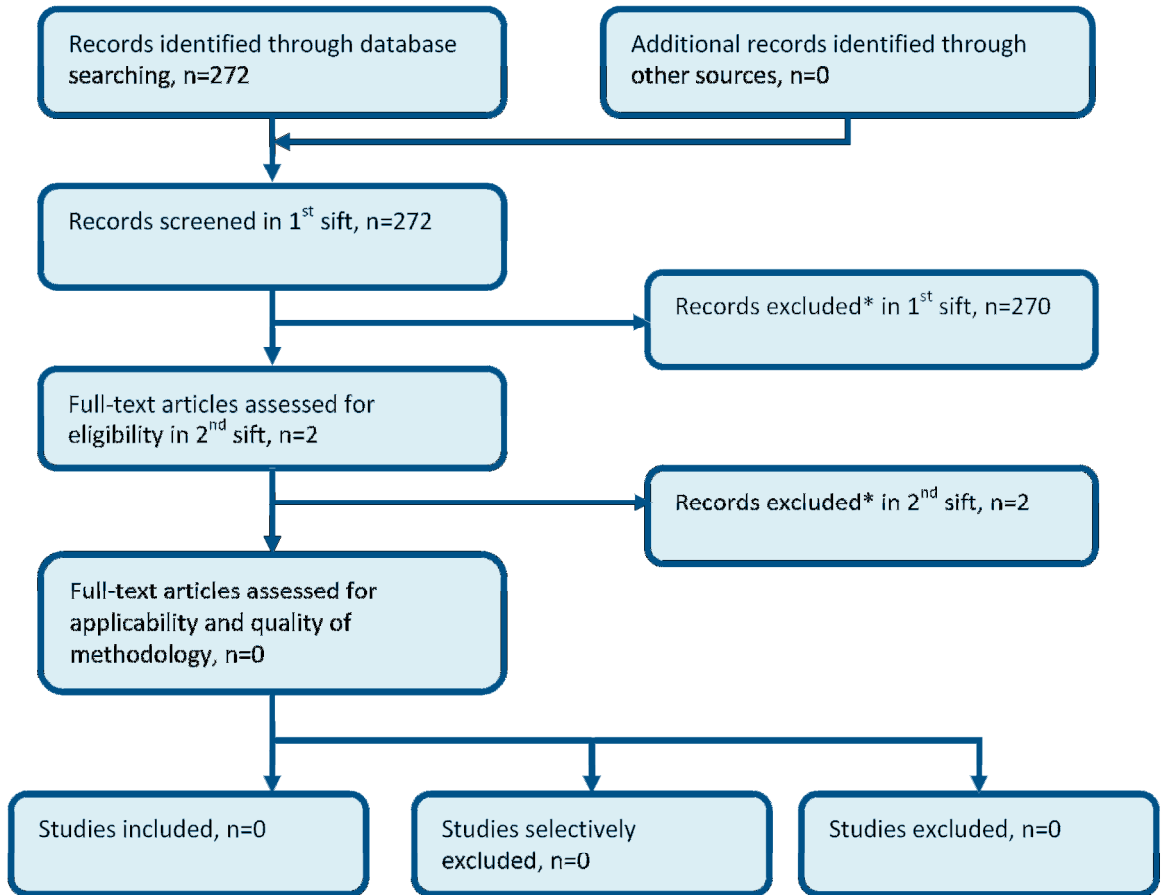 Records identified through database
searching, n=272
Additional records identified through
other sources, n=0
Records screened in 1st sift, n=272
Records excluded* in 1st sift, n=270
Full-text articles assessed for
eligibility in 2nd sift, n=2
Records excluded* in 2nd sift, n=2
Full-text articles assessed for
applicability and quality of
methodology, n=0
Studies included, n=0
Studies selectively
excluded, n=0
Studies excluded, n=0